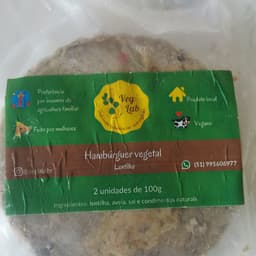 Preferência
por insumos da
agricultura familiar
Feito por mulheres
Veg
Lab
Produto local
Vegano
Hambúrguer vegetal
Lentilha
(51) 995606977
2 unidades de 100g
Ingredientes: lentilha, aveia, sal e condimentos naturais